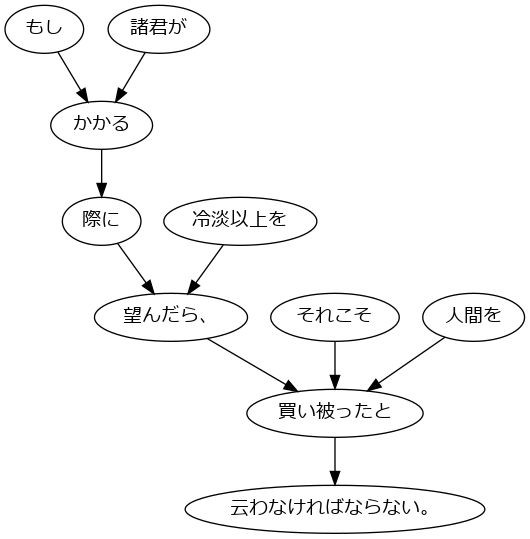 もし
諸君が
かかる
際に
冷淡以上を
望んだら、
それこそ
人間を
買い被ったと
云わなければならない。